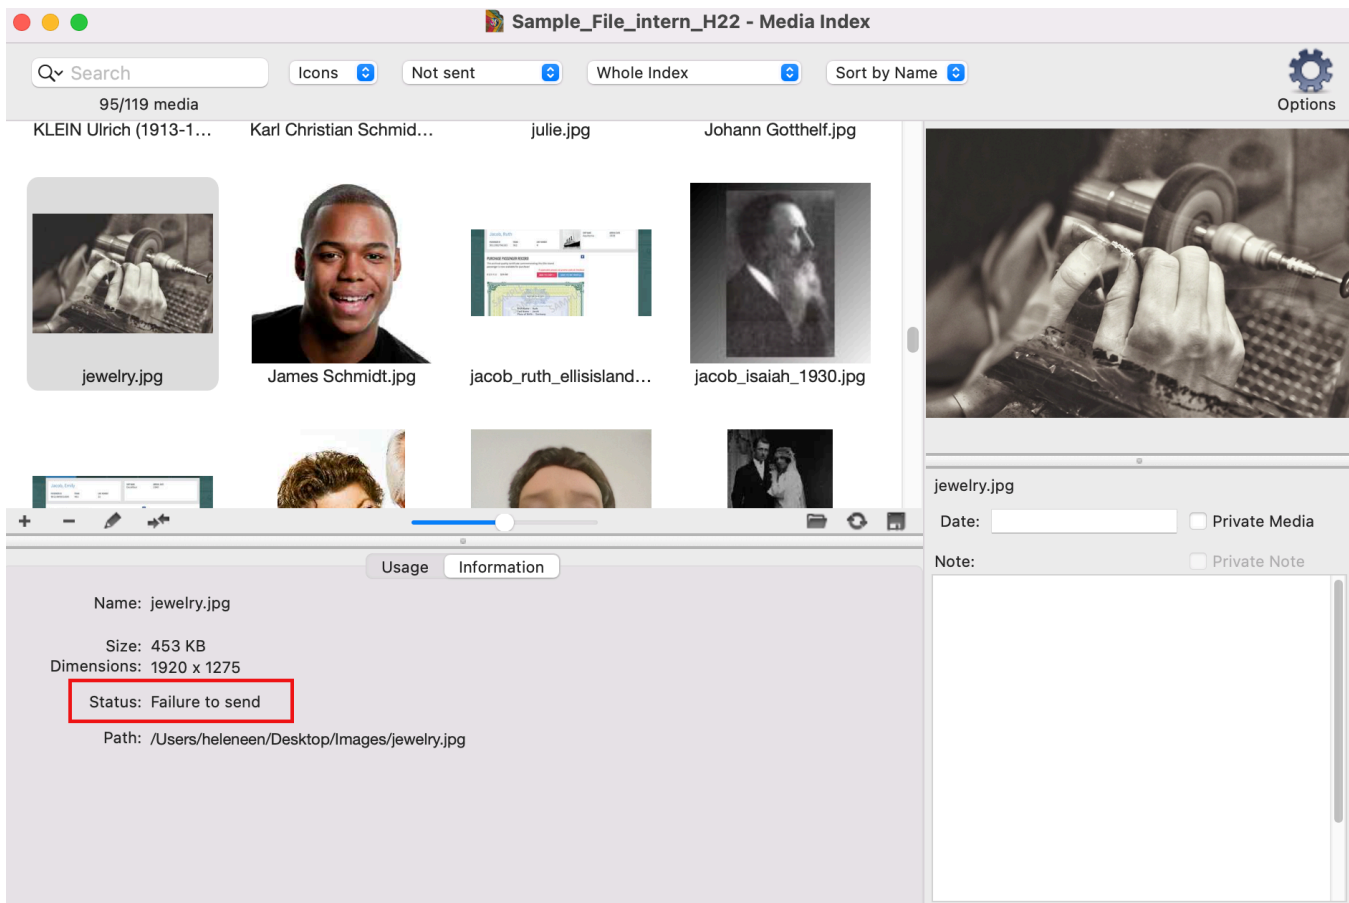 Sample_File_intern_H22 - Media Index
Search
Icons
Not sent
Whole Index
Sort by Name
95/119 media
Options
KLEIN Ulrich (1913-1...
Karl Christian Schmid...
julie.jpg
Johann Gotthelf.jpg
jewelry.jpg
James Schmidt.jpg
jacob_ruth_ellisisland...
jacob_isaiah_1930.jpg
Usage
Information
Name: jewelry.jpg
Size: 453 KB
Dimensions: 1920 x 1275
Status: Failure to send
Path: /Users/heleneen/Desktop/Images/jewelry.jpg
jewelry.jpg
Date:
Private Media
Note:
Private Note